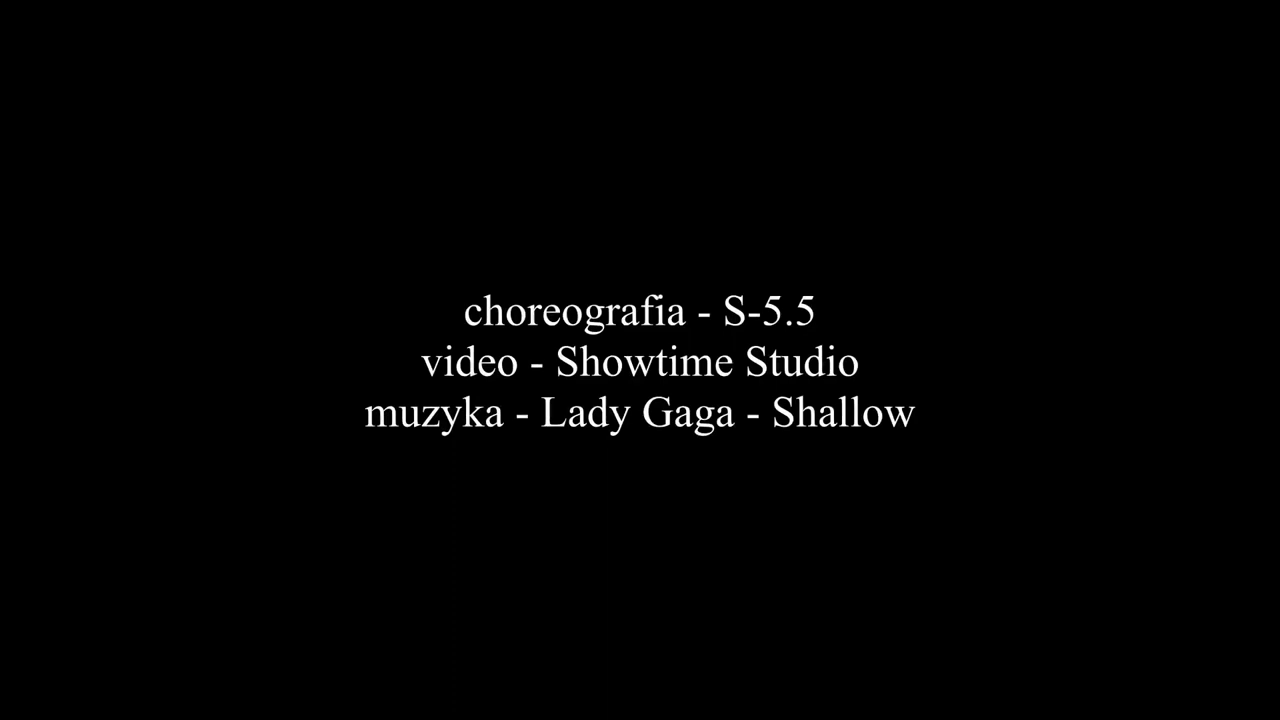 choreografia - S-5.5
video - Showtime Studio
muzyka - Lady Gaga - Shallow